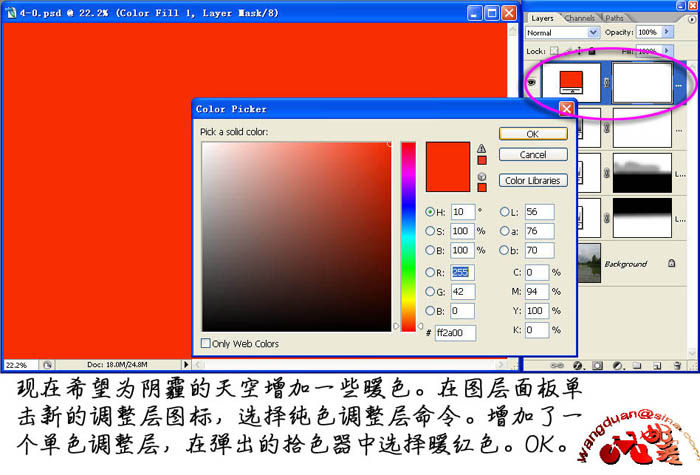 4-0.psd @ 22.2% (Color Fill 1, Layer Mask/8)
Layers Channels Paths
Normal Opacity: 100%
Lock: Fill: 100%
Color Picker
Pick a solid color:
OK
Cancel
Color Libraries
H: 10 ° L: 56
S: 100 % a: 76
B: 100 % b: 70
R: 255 C: 0 %
G: 42 M: 94 %
B: 0 Y: 100 %
# ff2a00 K: 0 %
Only Web Colors
...
L...
L...
Background
22.2% Doc: 18.0M/24.8M
现在希望为阴霾的天空增加一些暖色。在图层面板单
击新的调整层图标，选择纯色调整层命令。增加了一
个单色调整层，在弹出的拾色器中选择暖红色。OK。
wangduan@sina